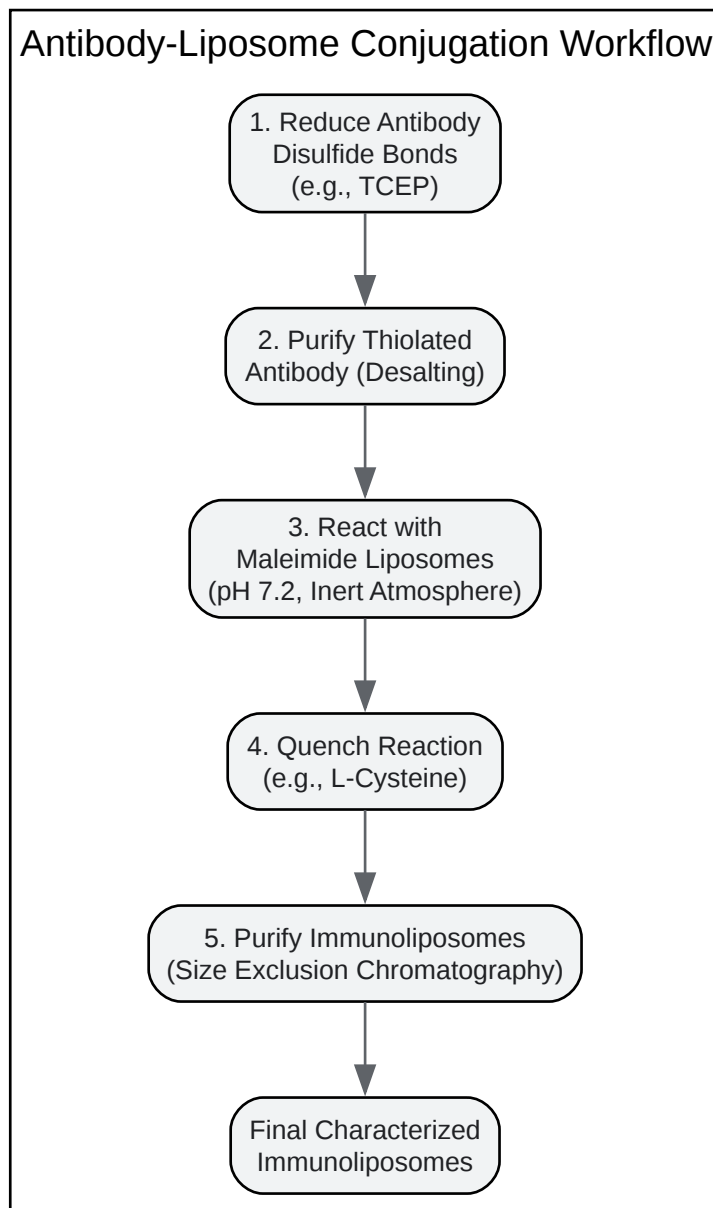 Antibody-Liposome Conjugation Workflow
1. Reduce Antibody
Disulfide Bonds
(e.g., TCEP)
2. Purify Thiolated
Antibody (Desalting)
3. React with
Maleimide Liposomes
(pH 7.2, Inert Atmosphere)
4. Quench Reaction
(e.g., L-Cysteine)
5. Purify Immunoliposomes
(Size Exclusion Chromatography)
Final Characterized
Immunoliposomes